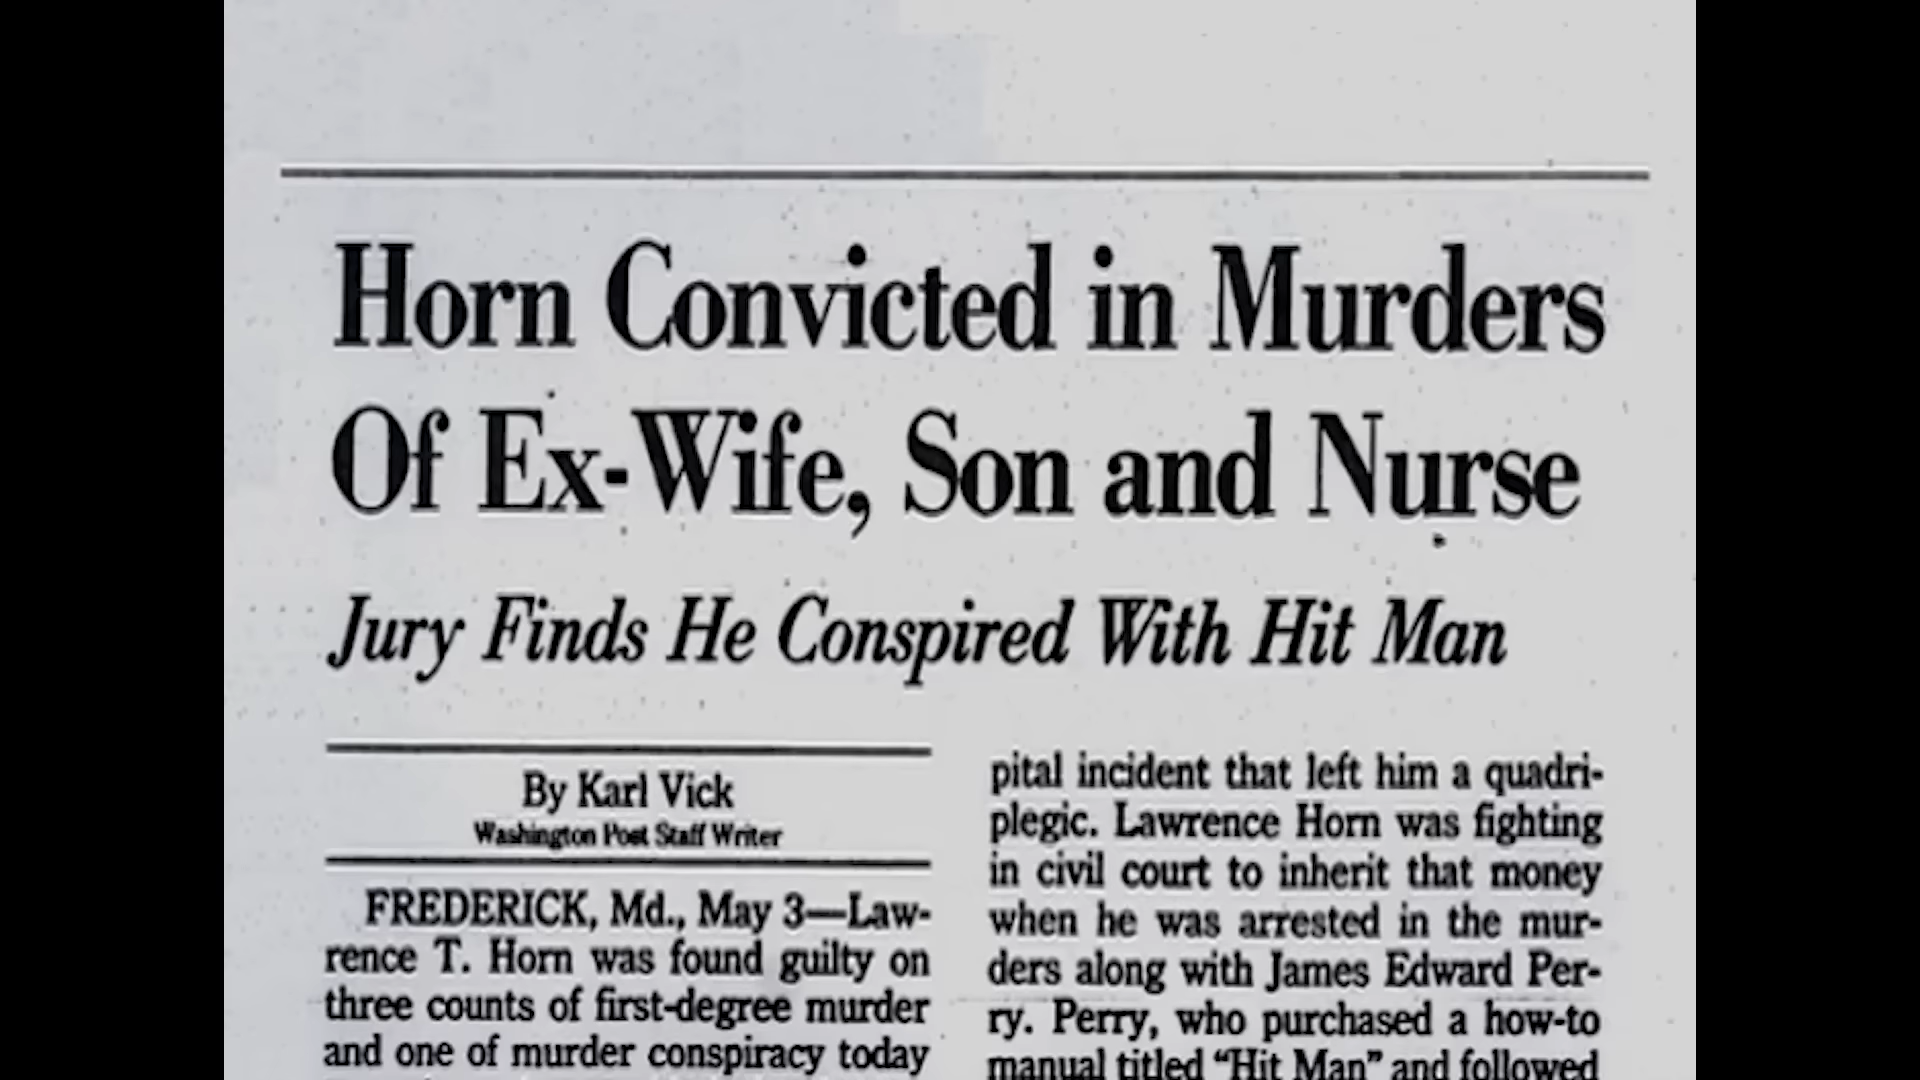 Horn Convicted in Murders
Of Ex-Wife, Son and Nurse
Jury Finds He Conspired With Hit Man
By Karl Vick
Washington Post Staff Writer
FREDERICK, Md., May 3—Law-
rence T. Horn was found guilty on
three counts of first-degree murder
and one of murder conspiracy today
pital incident that left him a quadri-
plegic. Lawrence Horn was fighting
in civil court to inherit that money
when he was arrested in the mur-
ders along with James Edward Per-
ry. Perry, who purchased a how-to
manual titled “Hit Man” and followed